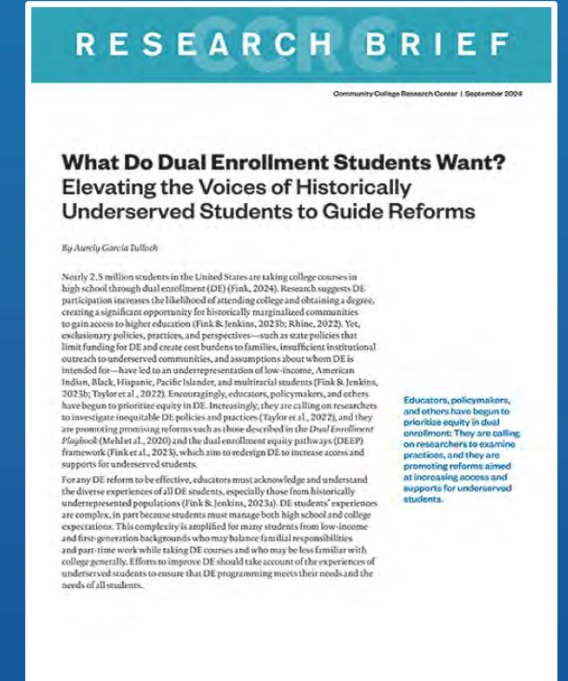 CCRC
RESEARCH BRIEF
Community College Research Center | September 2024
What Do Dual Enrollment Students Want?
Elevating the Voices of Historically
Underserved Students to Guide Reforms
By Aurely Garcia Tulloch
Nearly 2.5 million students in the United States are taking college courses in
high school through dual enrollment (DE) (Fink, 2024). Research suggests DE
participation increases the likelihood of attending college and obtaining a degree,
creating a significant opportunity for historically marginalized communities
to gain access to higher education (Fink & Jenkins, 2023b; Rhine, 2022). Yet,
exclusionary policies, practices, and perspectives—such as state policies that
limit funding for DE and create cost burdens to families, insufficient institutional
outreach to underserved communities, and assumptions about whom DE is
intended for—have led to an underrepresentation of low-income, American
Indian, Black, Hispanic, Pacific Islander, and multiracial students (Fink & Jenkins,
2023b; Taylor et al., 2022). Encouragingly, educators, policymakers, and others
have begun to prioritize equity in DE. Increasingly, they are calling on researchers
to investigate inequitable DE policies and practices (Taylor et al., 2022), and they
are promoting promising reforms such as those described in the Dual Enrollment
Playbook (Mehl et al., 2020) and the dual enrollment equity pathways (DEEP)
framework (Fink et al., 2023), which aim to redesign DE to increase access and
supports for underserved students.
For any DE reform to be effective, educators must acknowledge and understand
the diverse experiences of all DE students, especially those from historically
underrepresented populations (Fink & Jenkins, 2023a). DE students' experiences
are complex, in part because students must manage both high school and college
expectations. This complexity is amplified for many students from low-income
and first-generation backgrounds who may balance familial responsibilities
and part-time work while taking DE courses and who may be less familiar with
college generally. Efforts to improve DE should take account of the experiences of
underserved students to ensure that DE programming meets their needs and the
needs of all students.
Educators, policymakers,
and others have begun to
prioritize equity in dual
enrollment: They are calling
on researchers to examine
practices, and they are
promoting reforms aimed
at increasing access and
supports for underserved
students.